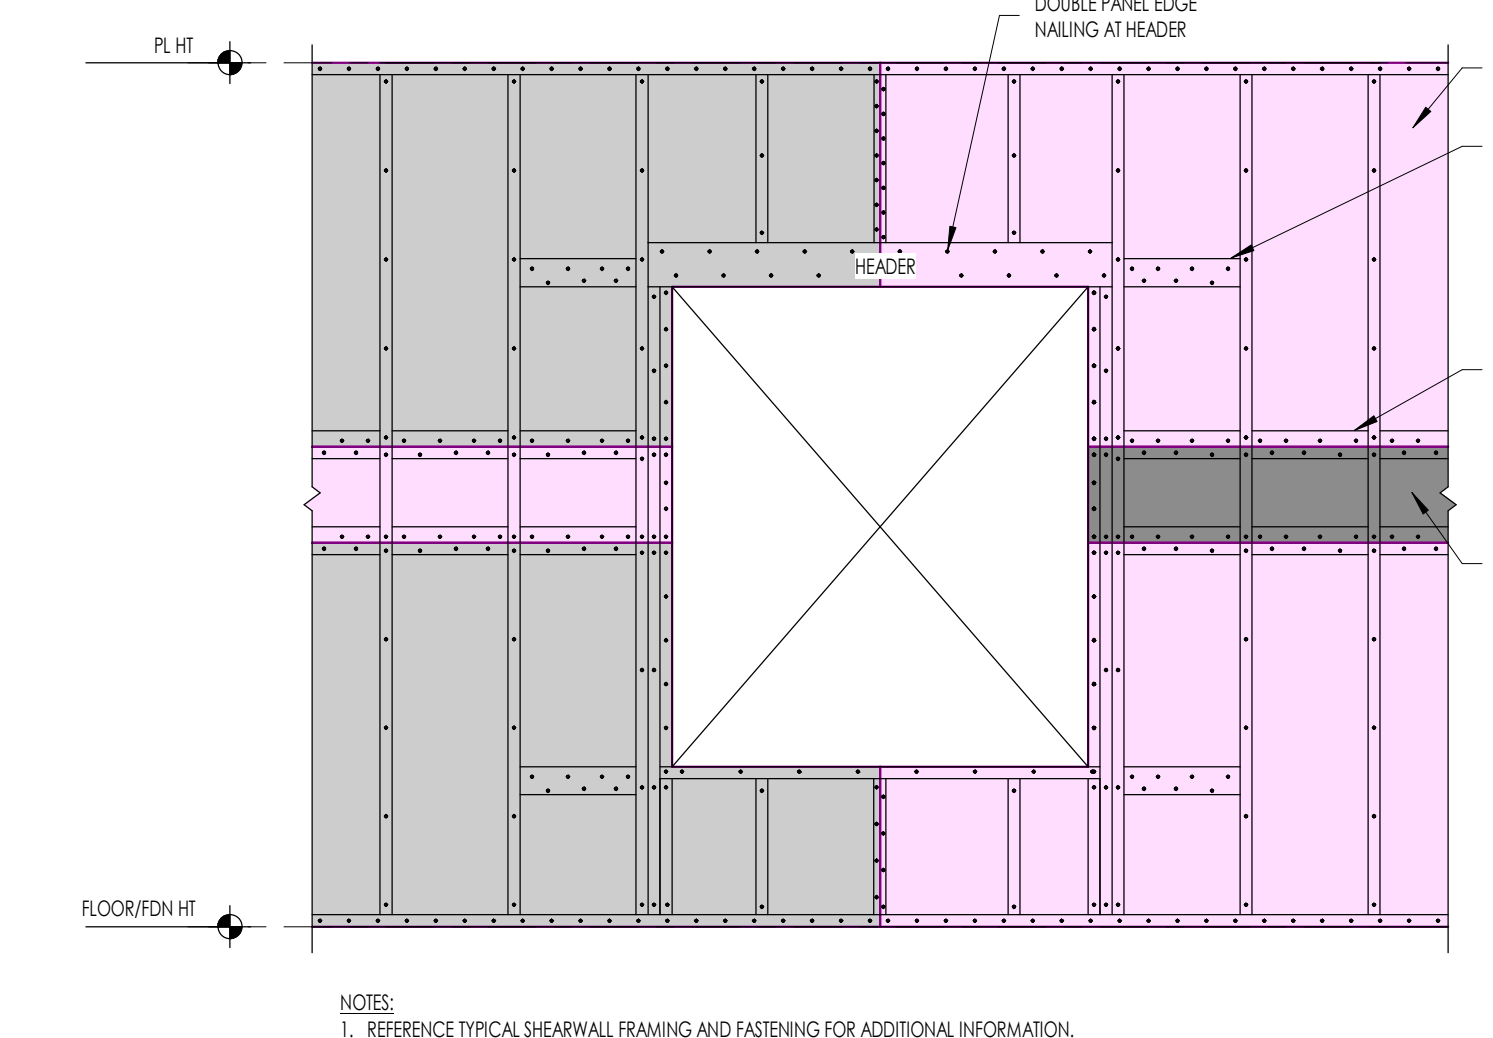 DOUBLE PANEL EDGE
NAILING AT HEADER
PL HT
HEADER
FLOOR/FDN HT
NOTES:
1. REFERENCE TYPICAL SHEARWALL FRAMING AND FASTENING FOR ADDITIONAL INFORMATION.